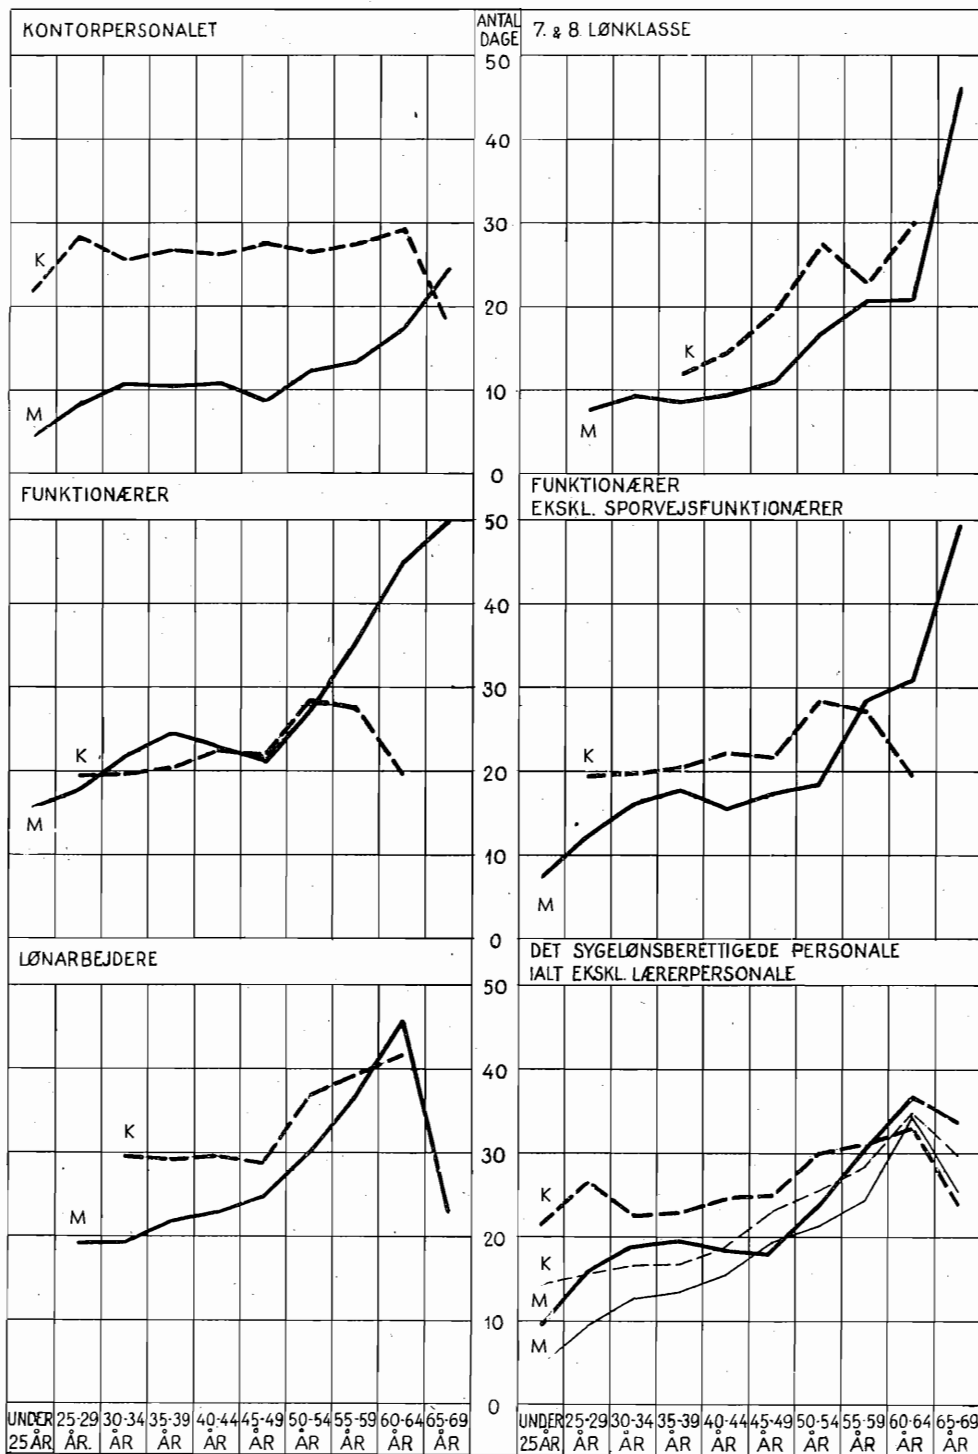 KONTORPERSONALET
ANTAL
DAGE
7. & 8. LØNKLASSE
50
40
30
20
10
0
K
M
K
M
FUNKTIONÆRER
FUNKTIONÆRER
EKSKL. SPORVEJSFUNKTIONÆRER
50
40
30
20
10
0
K
M
K
M
LØNARBEJDERE
DET SYGELØNSBERETTIGEDE PERSONALE
IALT EKSKL. LÆRERPERSONALE
50
40
30
20
10
0
K
M
K
K
M
M
UNDER 25-29 30-34 35-39 40-44 45-49 50-54 55-59 60-64 65-69
25 ÅR ÅR. ÅR ÅR ÅR ÅR ÅR ÅR ÅR ÅR
UNDER 25-29 30-34 35-39 40-44 45-49 50-54 55-59 60-64 65-69
25 ÅR ÅR ÅR ÅR ÅR ÅR ÅR ÅR ÅR ÅR